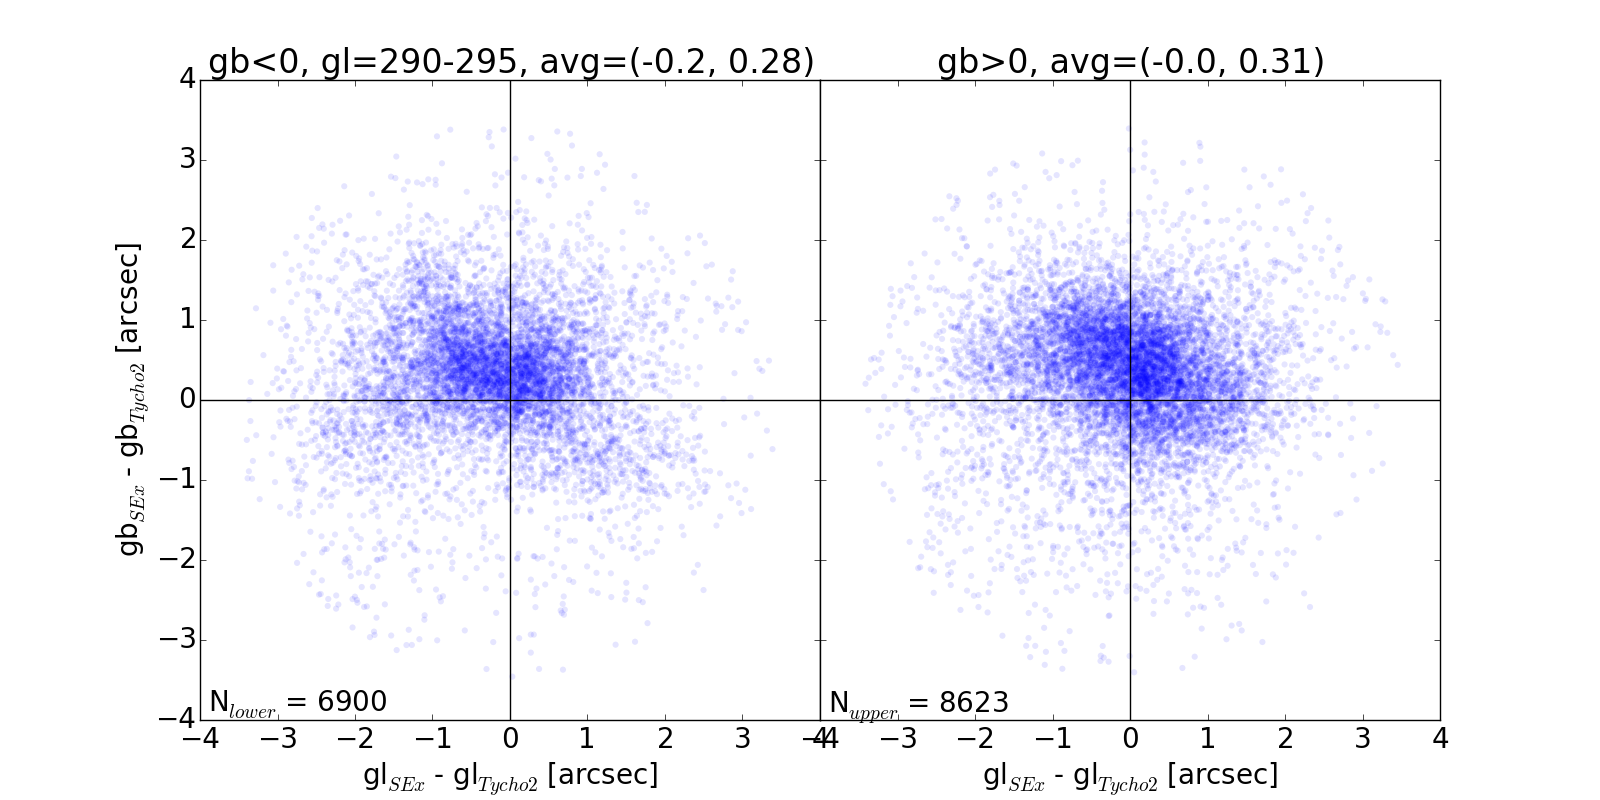 gb<0, gl=290-295, avg=(-0.2, 0.28)
gb>0, avg=(-0.0, 0.31)
4
3
2
1
0
−1
−2
−3
−4
gb_SEx - gb_Tycho2 [arcsec]
N_lower = 6900
N_upper = 8623
−4 −3 −2 −1 0 1 2 3 4
−4 −3 −2 −1 0 1 2 3 4
gl_SEx - gl_Tycho2 [arcsec]
gl_SEx - gl_Tycho2 [arcsec]